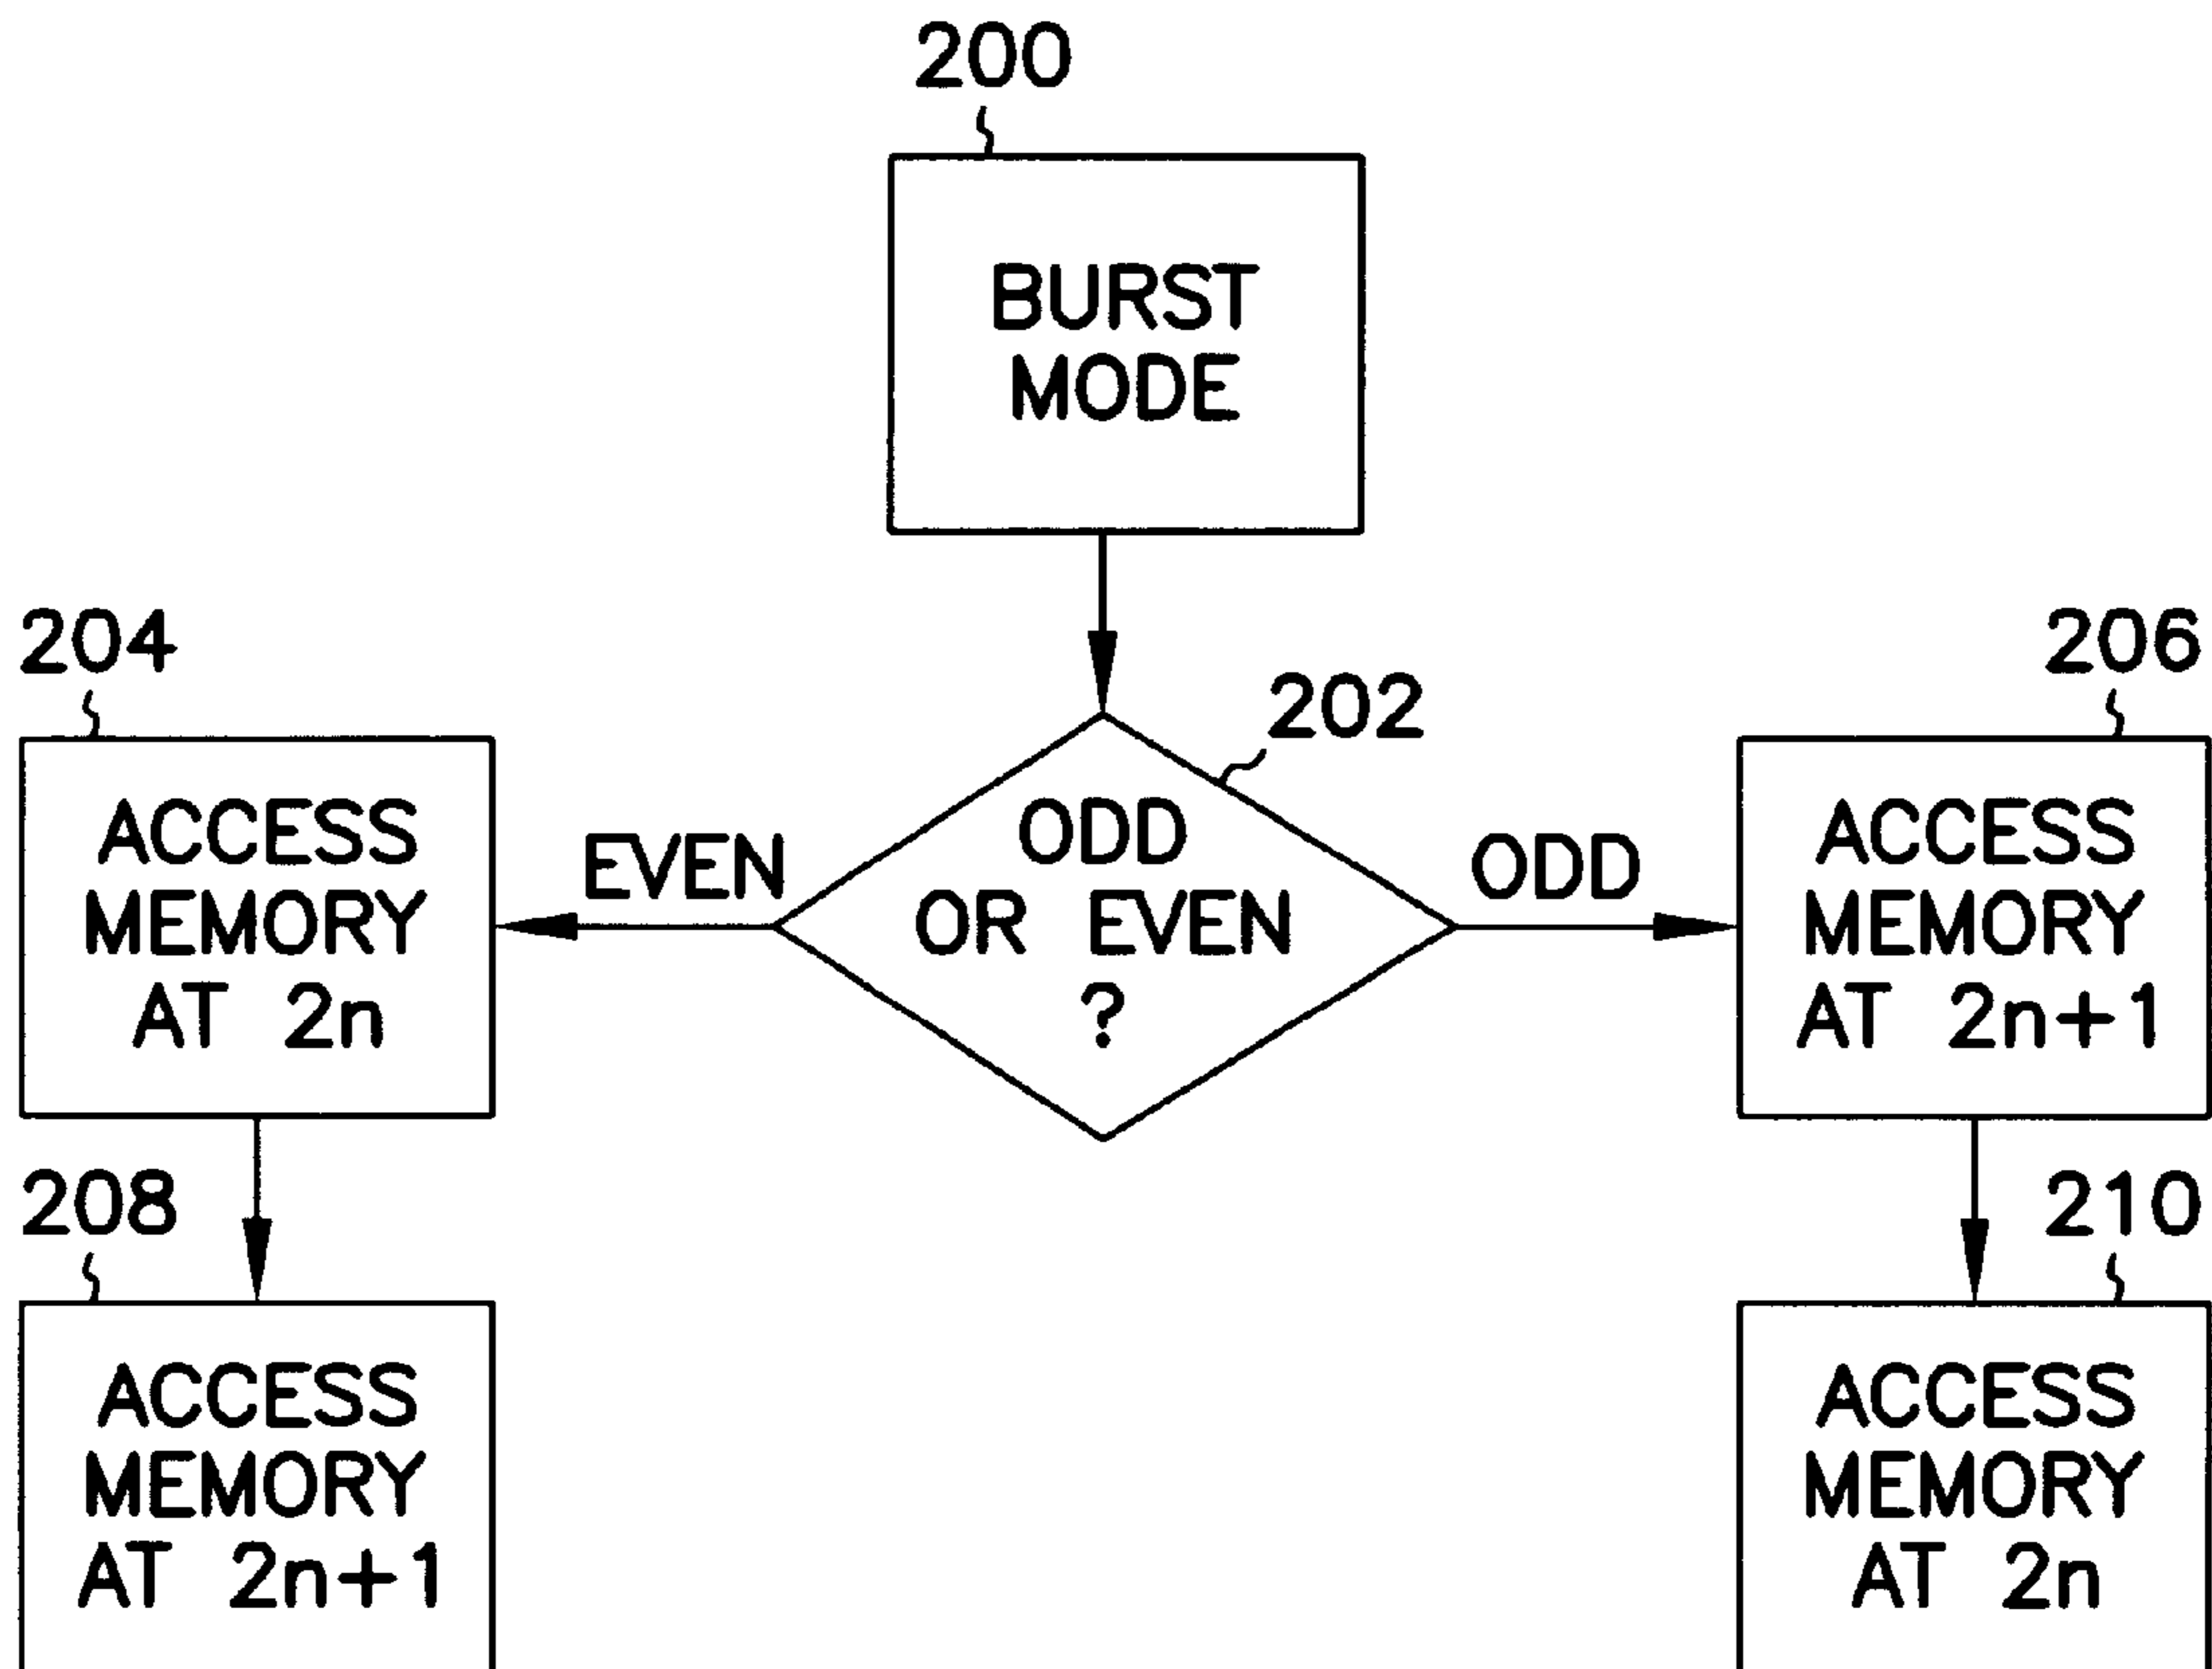 200
BURST
MODE
204
206
202
ACCESS
MEMORY
AT 2n
EVEN
ODD
OR EVEN
?
ODD
ACCESS
MEMORY
AT 2n+1
208
210
ACCESS
MEMORY
AT 2n+1
ACCESS
MEMORY
AT 2n